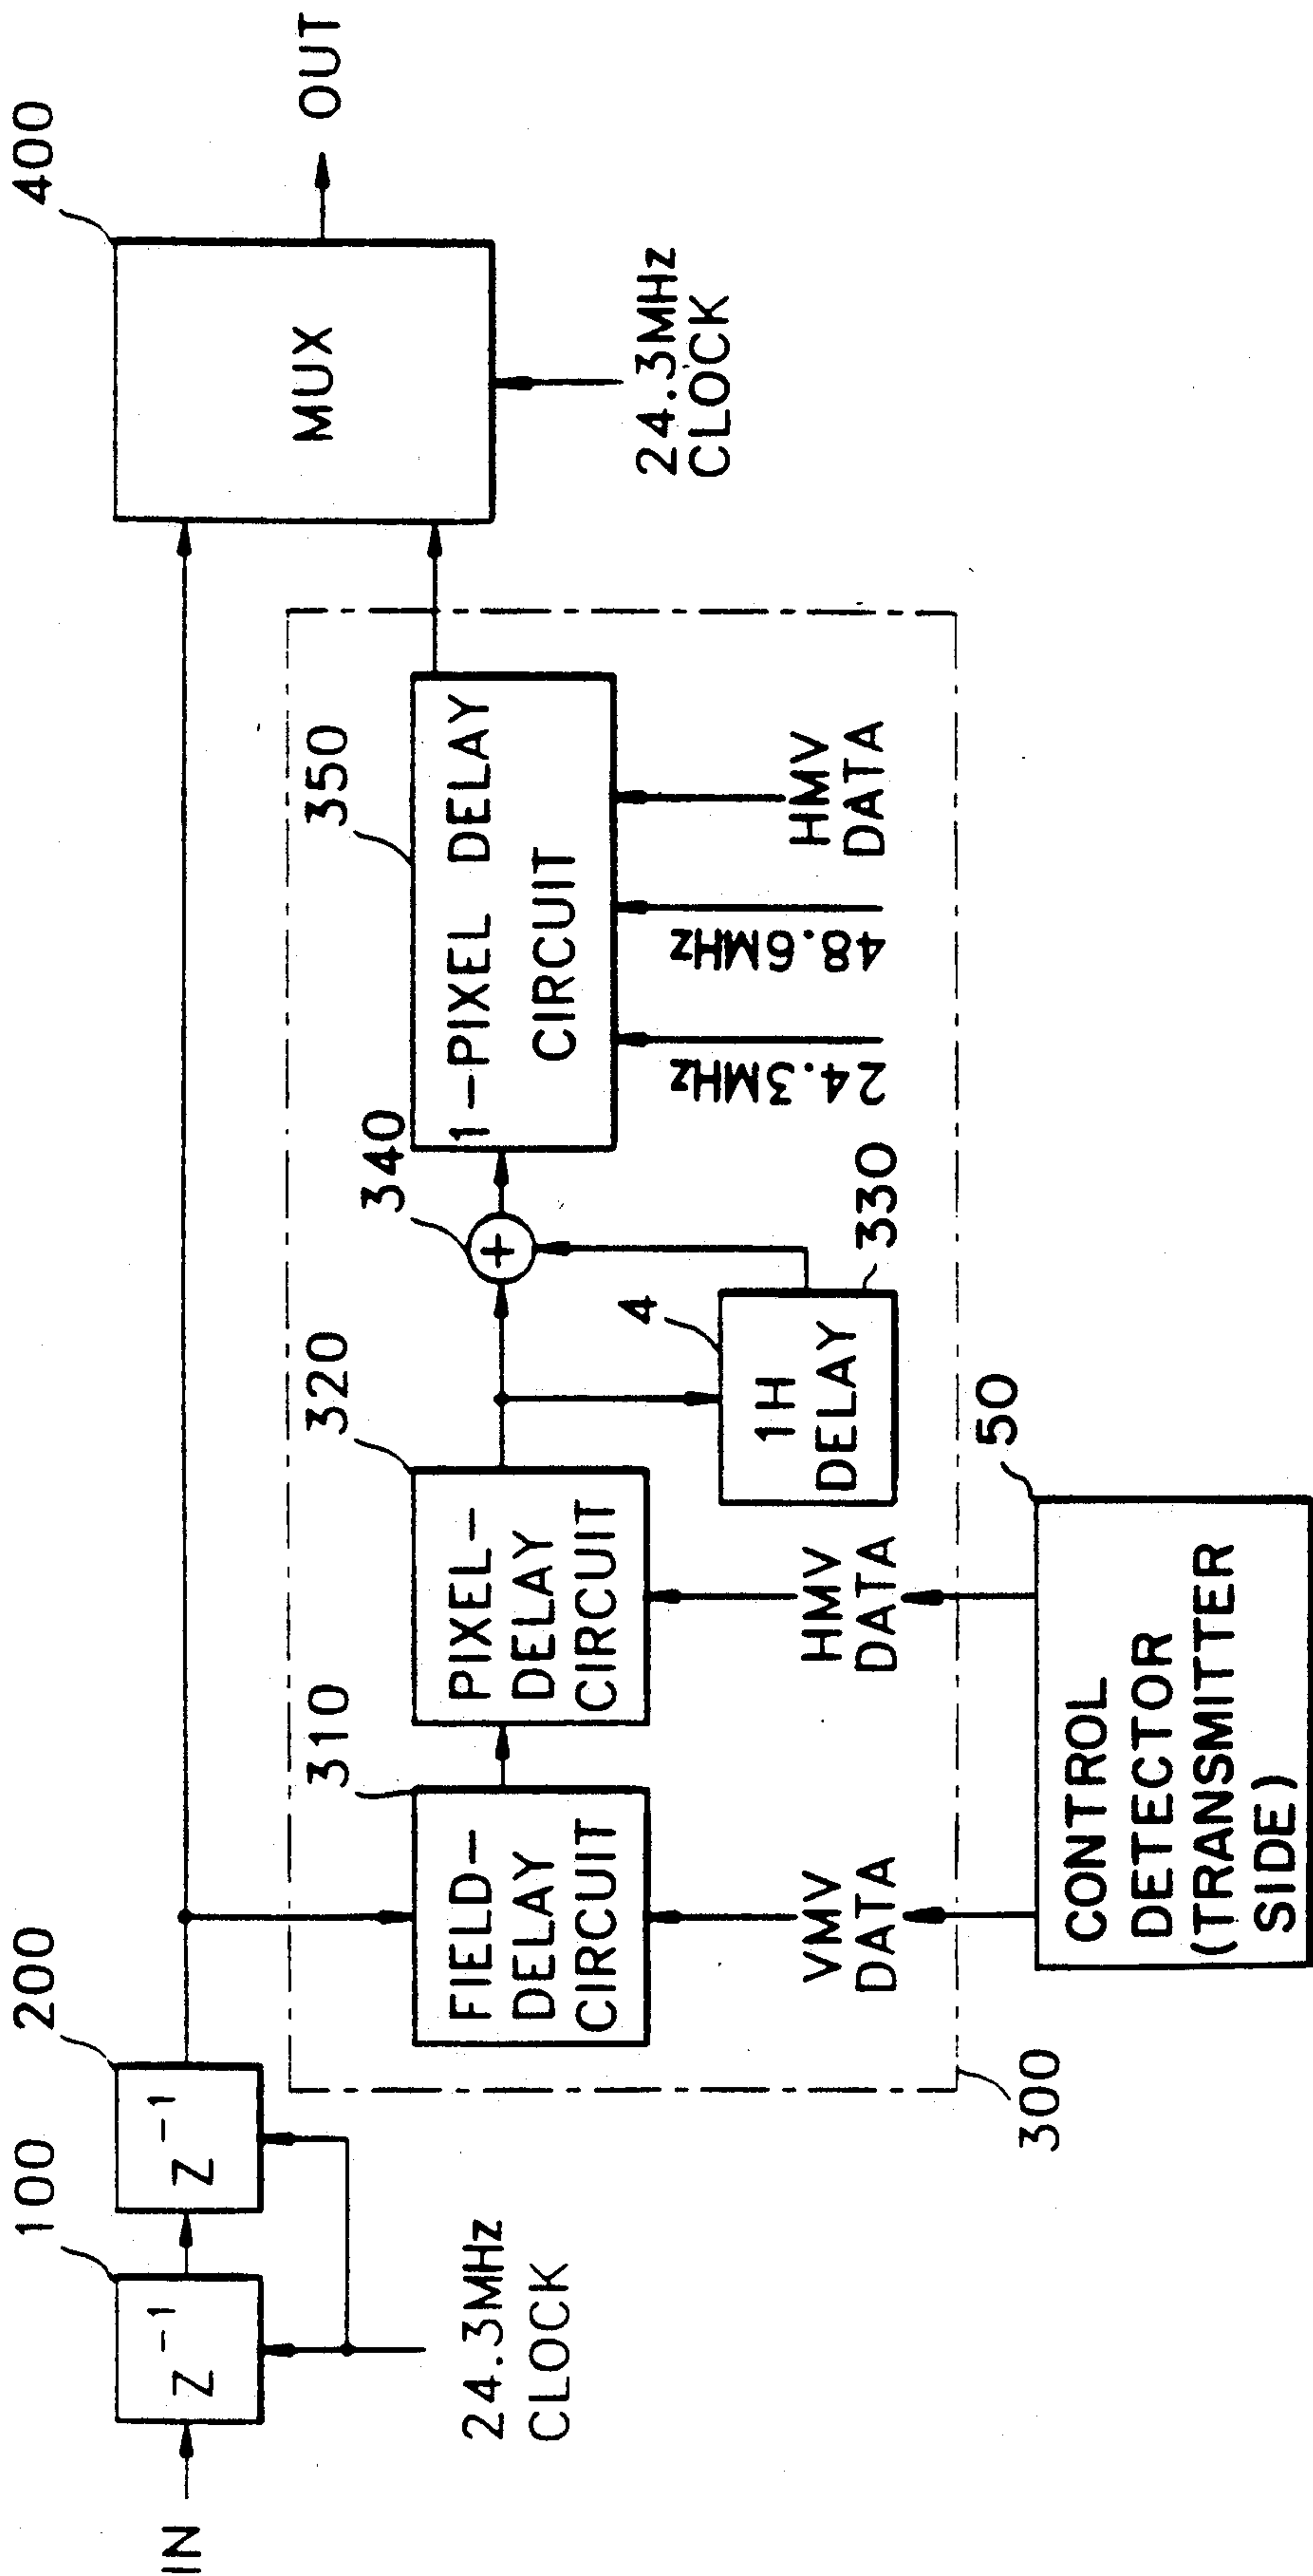 IN
100
Z⁻¹
200
Z⁻¹
24.3MHz
CLOCK
400
MUX
OUT
24.3MHz
CLOCK
310
FIELD-
DELAY
CIRCUIT
VMV
DATA
320
PIXEL-
DELAY
CIRCUIT
HMV
DATA
4
1H
DELAY
330
340
+
350
1-PIXEL DELAY
CIRCUIT
24.3MHz
48.6MHz
HMV
DATA
300
50
CONTROL
DETECTOR
(TRANSMITTER
SIDE)